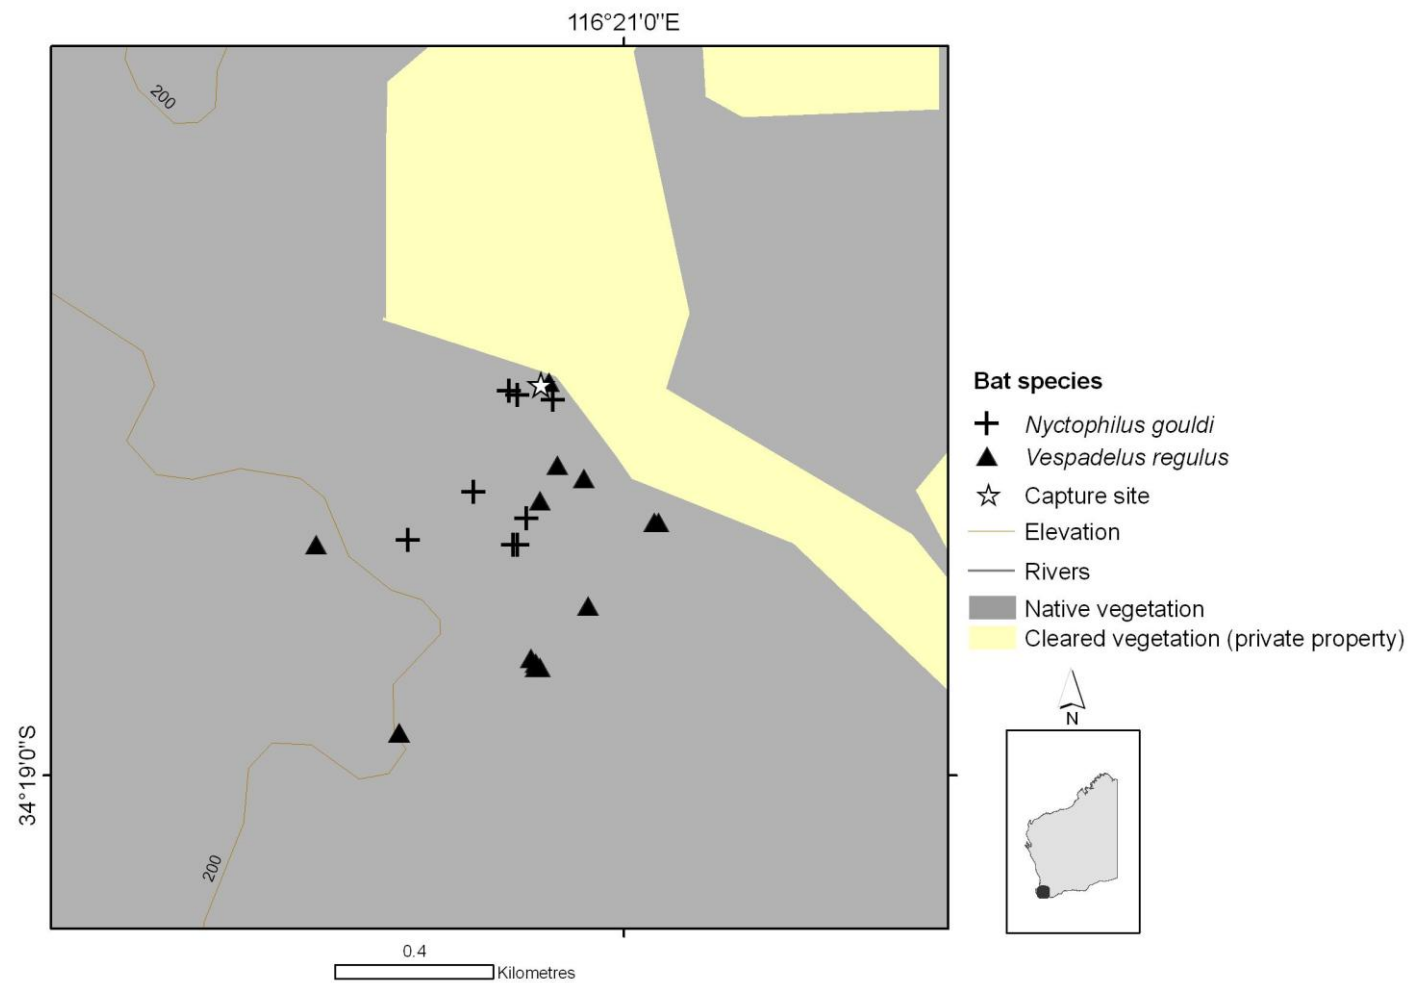 116°21'0"E
200
Bat species
Nyctophilus gouldi
Vespadelus regulus
Capture site
Elevation
Rivers
Native vegetation
Cleared vegetation (private property)
N
34°19'0"S
200
0.4
Kilometres